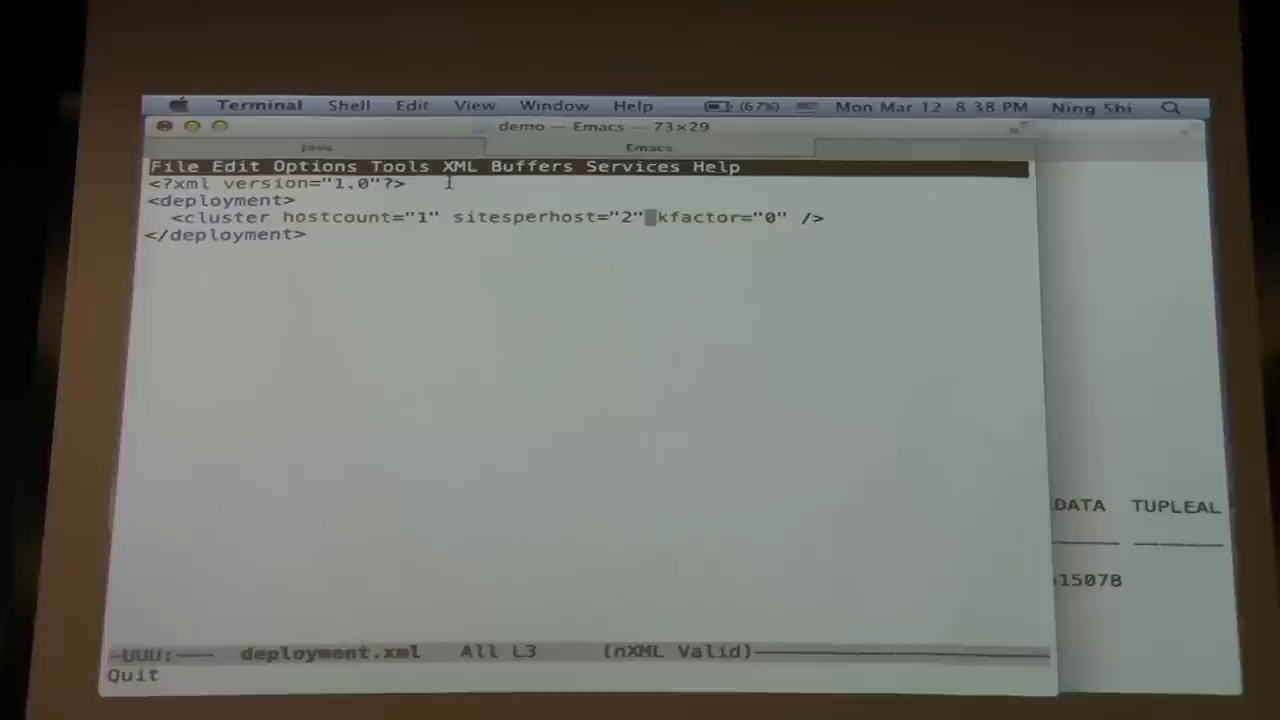 Terminal Shell Edit View Window Help (67%) Mon Mar 12 8:38 PM Ning Shi
demo — Emacs — 73×29
java Emacs
File Edit Options Tools XML Buffers Services Help
<?xml version="1.0"?>
<deployment>
<cluster hostcount="1" sitesperhost="2" kfactor="0" />
</deployment>
DATA TUPLEAL
15078
-UUU:---- deployment.xml All L3 (nXML Valid)
Quit